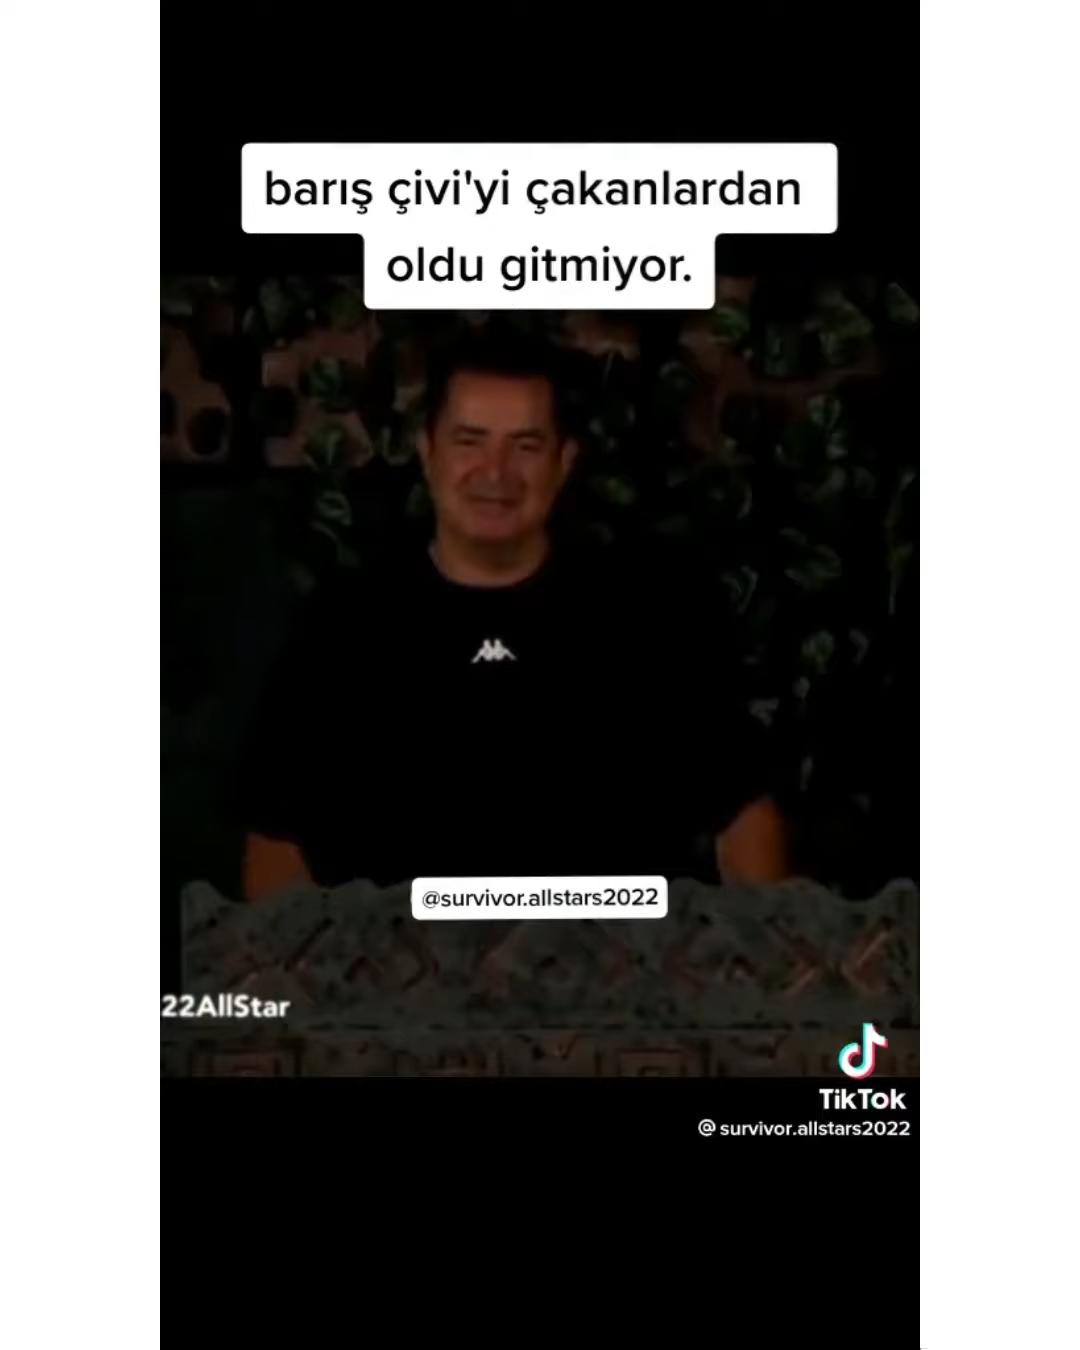 barış çivi'yi çakanlardan
oldu gitmiyor.
@survivor.allstars2022
22AllStar
TikTok
@survivor.allstars2022